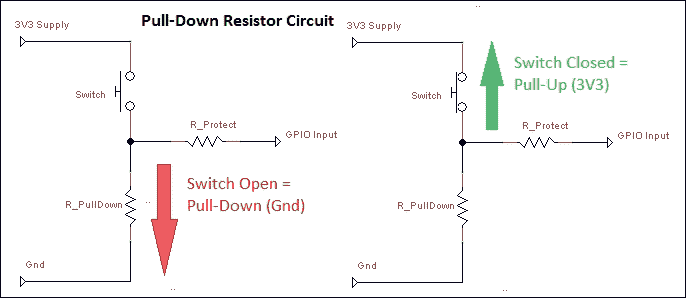 Pull-Down Resistor Circuit
3V3 Supply
Switch
R_Protect
GPIO Input
Switch Open =
Pull-Down (Gnd)
R_PullDown
Gnd
3V3 Supply
Switch Closed =
Pull-Up (3V3)
Switch
R_Protect
GPIO Input
R_PullDown
Gnd